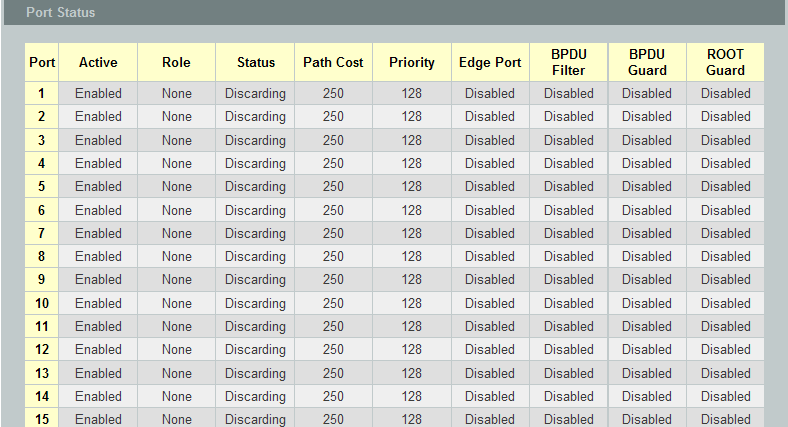 Port Status
Port Active Role Status Path Cost Priority Edge Port BPDU Filter BPDU Guard ROOT Guard
1 Enabled None Discarding 250 128 Disabled Disabled Disabled Disabled
2 Enabled None Discarding 250 128 Disabled Disabled Disabled Disabled
3 Enabled None Discarding 250 128 Disabled Disabled Disabled Disabled
4 Enabled None Discarding 250 128 Disabled Disabled Disabled Disabled
5 Enabled None Discarding 250 128 Disabled Disabled Disabled Disabled
6 Enabled None Discarding 250 128 Disabled Disabled Disabled Disabled
7 Enabled None Discarding 250 128 Disabled Disabled Disabled Disabled
8 Enabled None Discarding 250 128 Disabled Disabled Disabled Disabled
9 Enabled None Discarding 250 128 Disabled Disabled Disabled Disabled
10 Enabled None Discarding 250 128 Disabled Disabled Disabled Disabled
11 Enabled None Discarding 250 128 Disabled Disabled Disabled Disabled
12 Enabled None Discarding 250 128 Disabled Disabled Disabled Disabled
13 Enabled None Discarding 250 128 Disabled Disabled Disabled Disabled
14 Enabled None Discarding 250 128 Disabled Disabled Disabled Disabled
15 Enabled None Discarding 250 128 Disabled Disabled Disabled Disabled